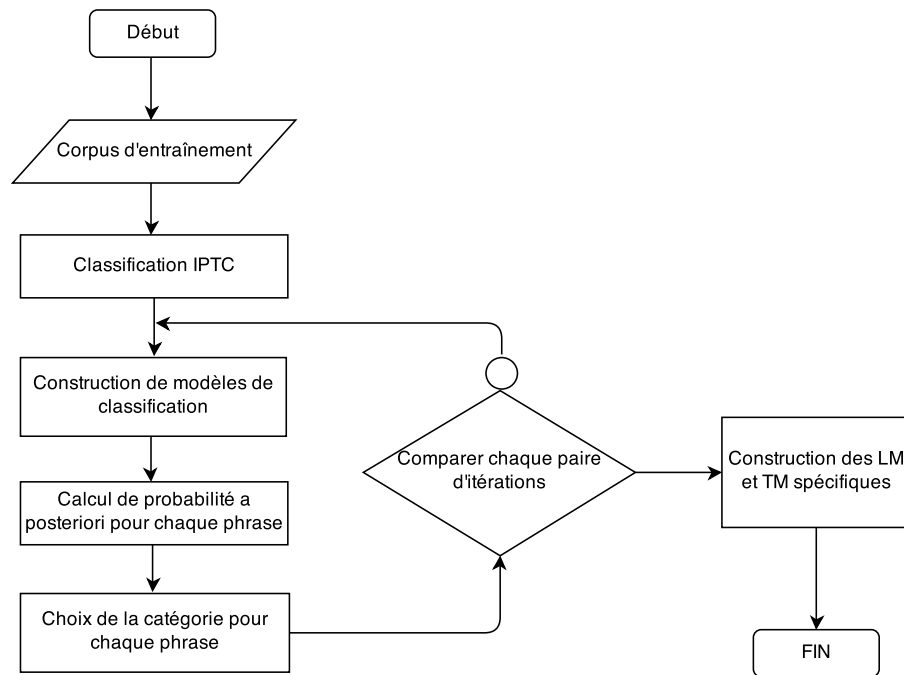 Début
Corpus d'entraînement
Classification IPTC
Construction de modèles de
classification
Calcul de probabilité a
posteriori pour chaque phrase
Choix de la catégorie pour
chaque phrase
Comparer chaque paire
d'itérations
Construction des LM
et TM spécifiques
FIN